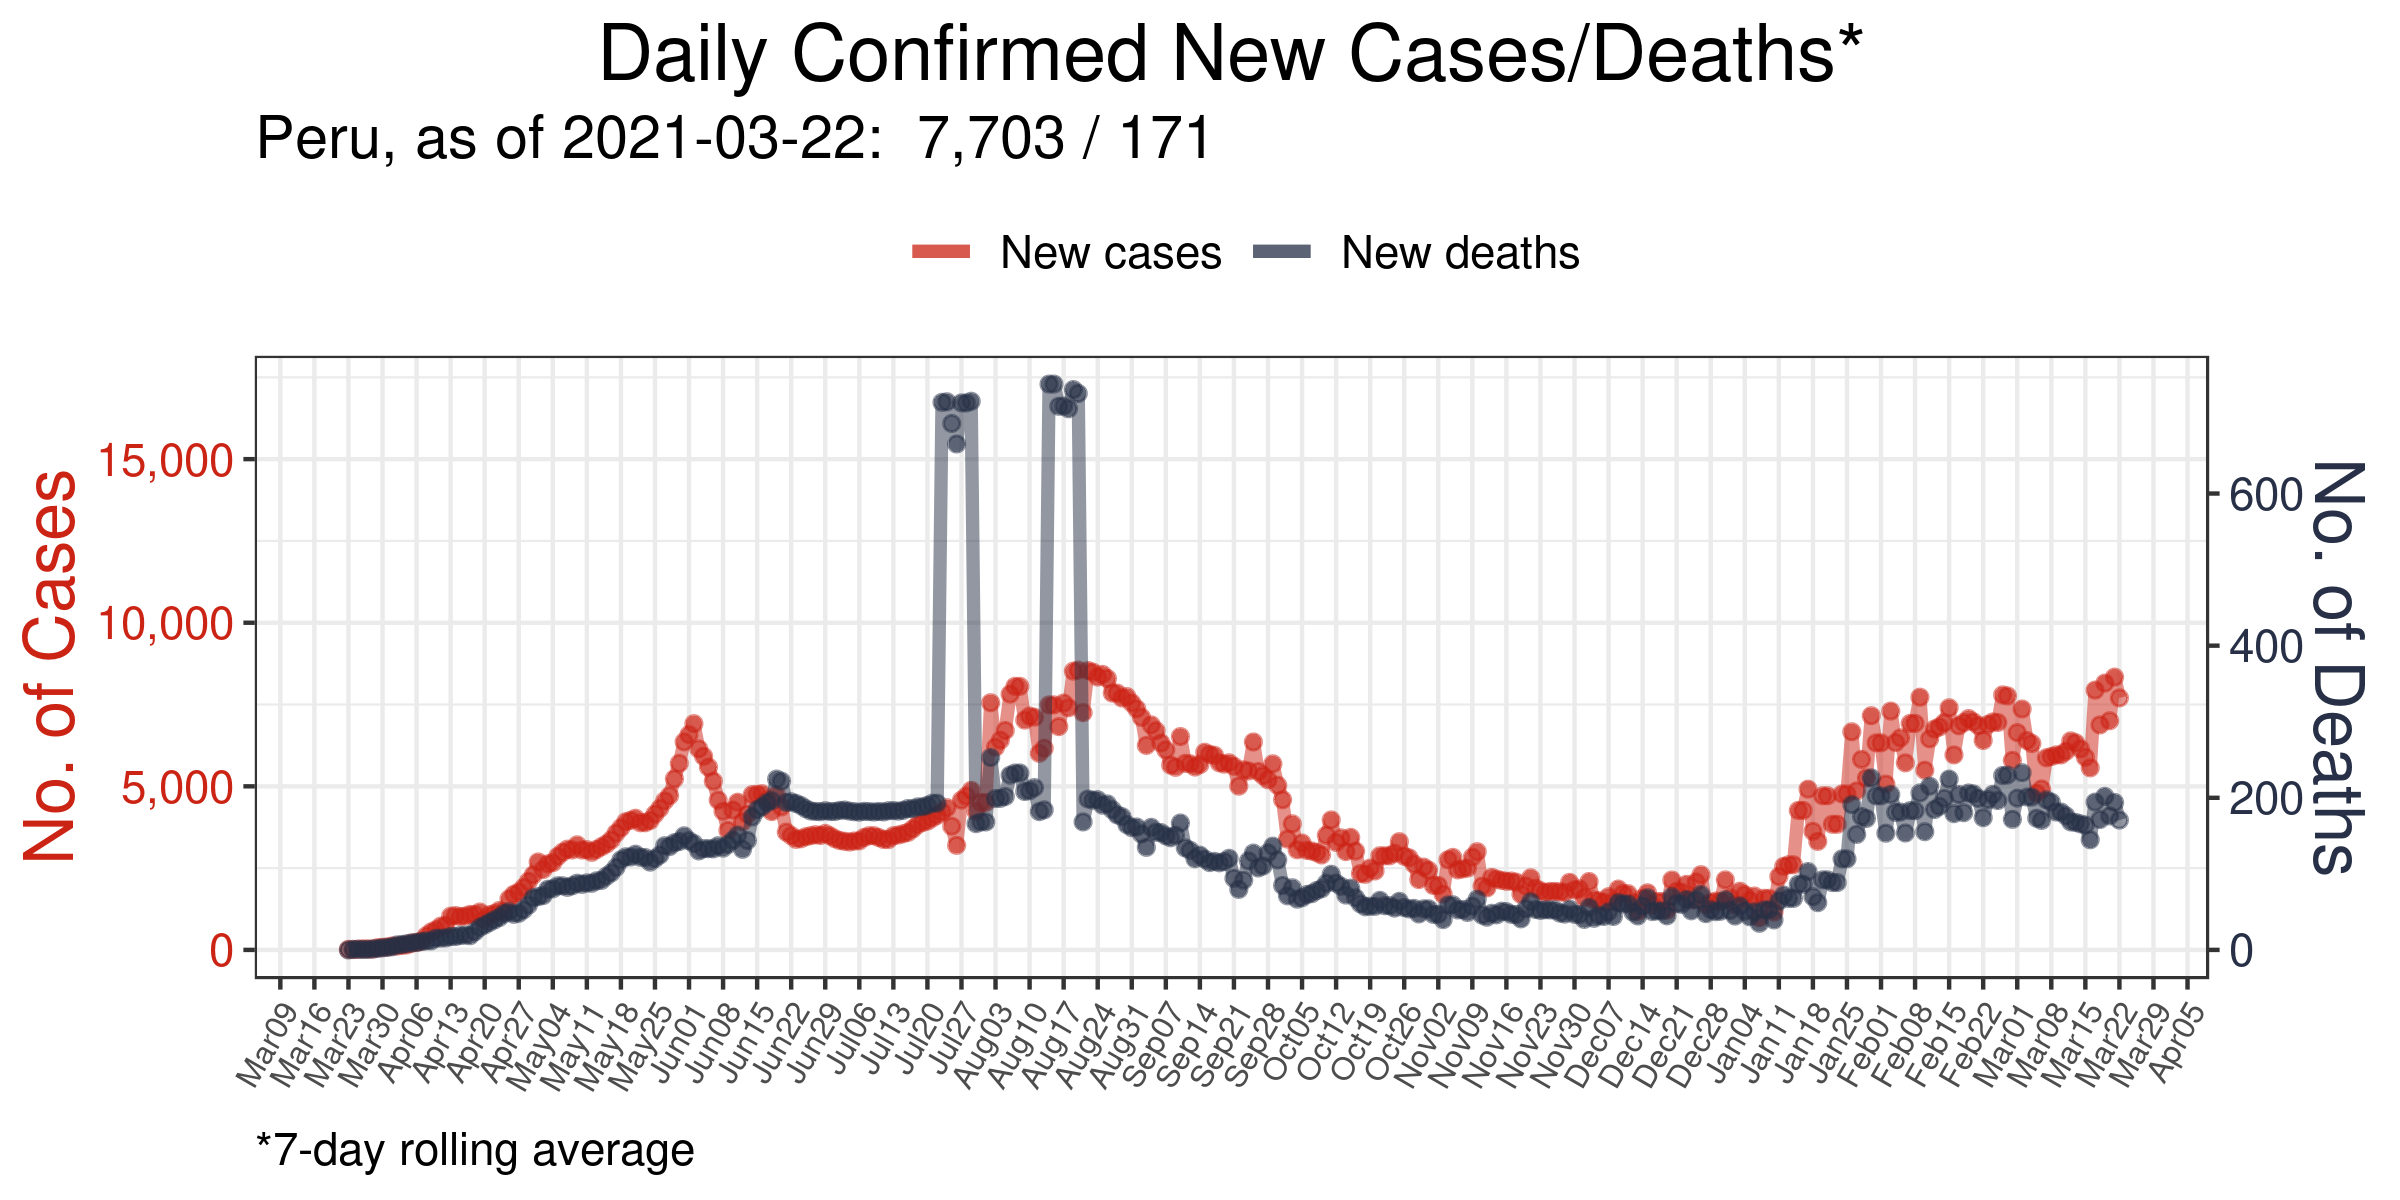 Daily Confirmed New Cases/Deaths*
Peru, as of 2021-03-22:  7,703 / 171
New cases
New deaths
No. of Cases
15,000
10,000
5,000
0
600
400
200
0
No. of Deaths
Mar09
Mar16
Mar23
Mar30
Apr06
Apr13
Apr20
Apr27
May04
May11
May18
May25
Jun01
Jun08
Jun15
Jun22
Jun29
Jul06
Jul13
Jul20
Jul27
Aug03
Aug10
Aug17
Aug24
Aug31
Sep07
Sep14
Sep21
Sep28
Oct05
Oct12
Oct19
Oct26
Nov02
Nov09
Nov16
Nov23
Nov30
Dec07
Dec14
Dec21
Dec28
Jan04
Jan11
Jan18
Jan25
Feb01
Feb08
Feb15
Feb22
Mar01
Mar08
Mar15
Mar22
Mar29
Apr05
*7-day rolling average